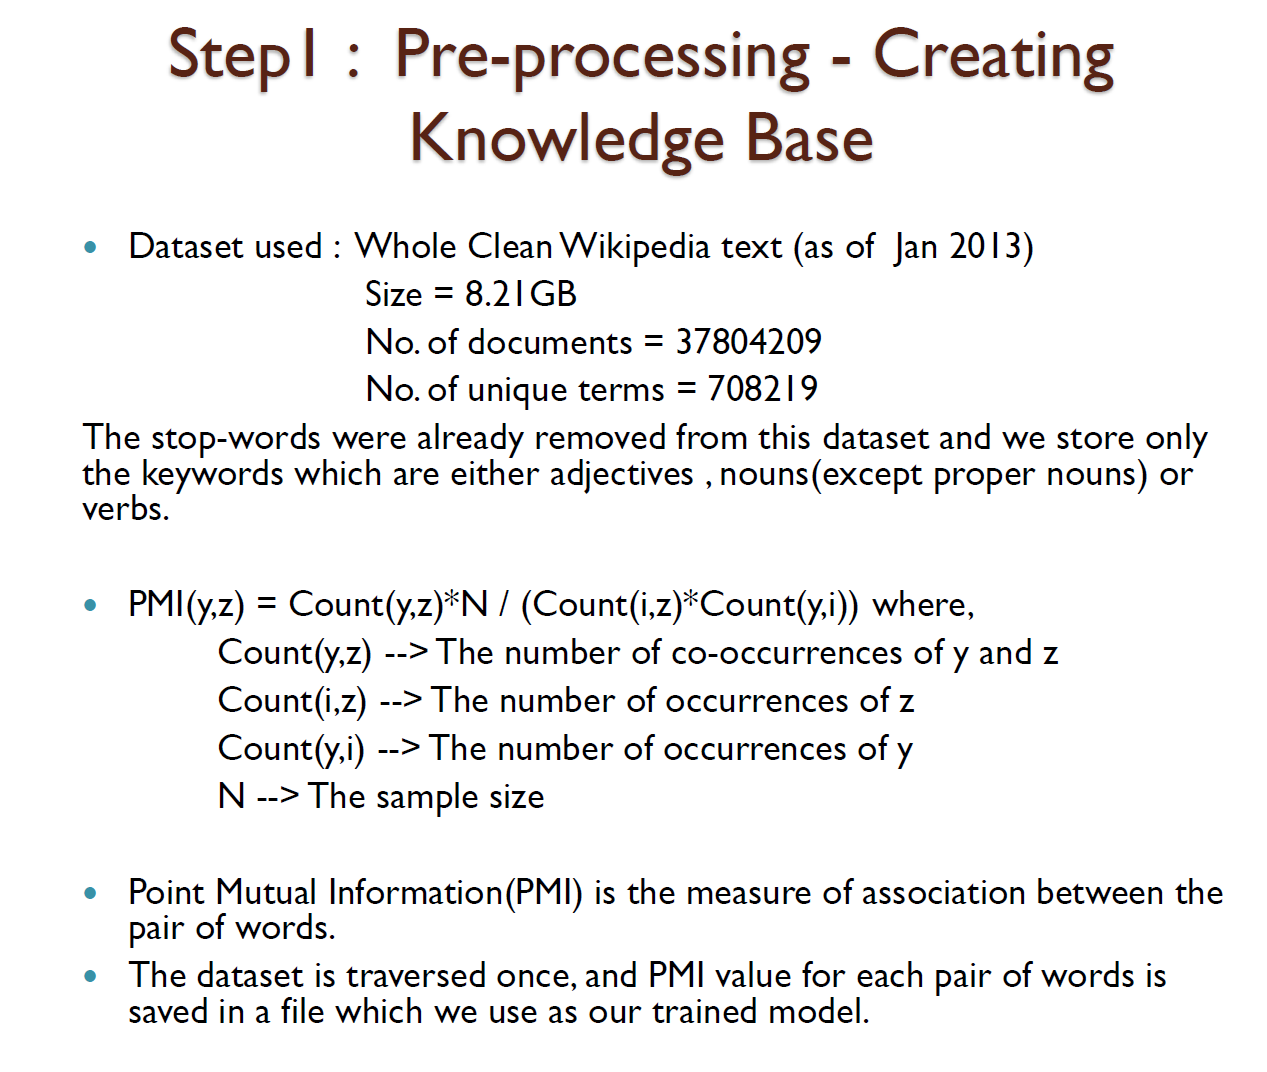 Step1 : Pre-processing - Creating
Knowledge Base
• Dataset used : Whole Clean Wikipedia text (as of Jan 2013)
Size = 8.21GB
No. of documents = 37804209
No. of unique terms = 708219
The stop-words were already removed from this dataset and we store only
the keywords which are either adjectives , nouns(except proper nouns) or
verbs.
• PMI(y,z) = Count(y,z)*N / (Count(i,z)*Count(y,i)) where,
Count(y,z) --> The number of co-occurrences of y and z
Count(i,z) --> The number of occurrences of z
Count(y,i) --> The number of occurrences of y
N --> The sample size
• Point Mutual Information(PMI) is the measure of association between the
pair of words.
• The dataset is traversed once, and PMI value for each pair of words is
saved in a file which we use as our trained model.